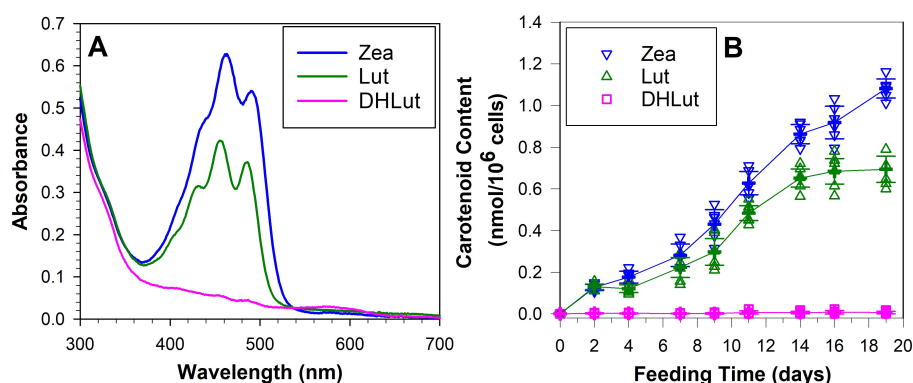 A
Zea
Lut
DHLut
0.7
0.6
0.5
0.4
0.3
0.2
0.1
0.0
Absorbance
300 400 500 600 700
Wavelength (nm)
B
Zea
Lut
DHLut
1.4
1.2
1.0
0.8
0.6
0.4
0.2
0.0
Carotenoid Content
(nmol/10⁶ cells)
0 2 4 6 8 10 12 14 16 18 20
Feeding Time (days)